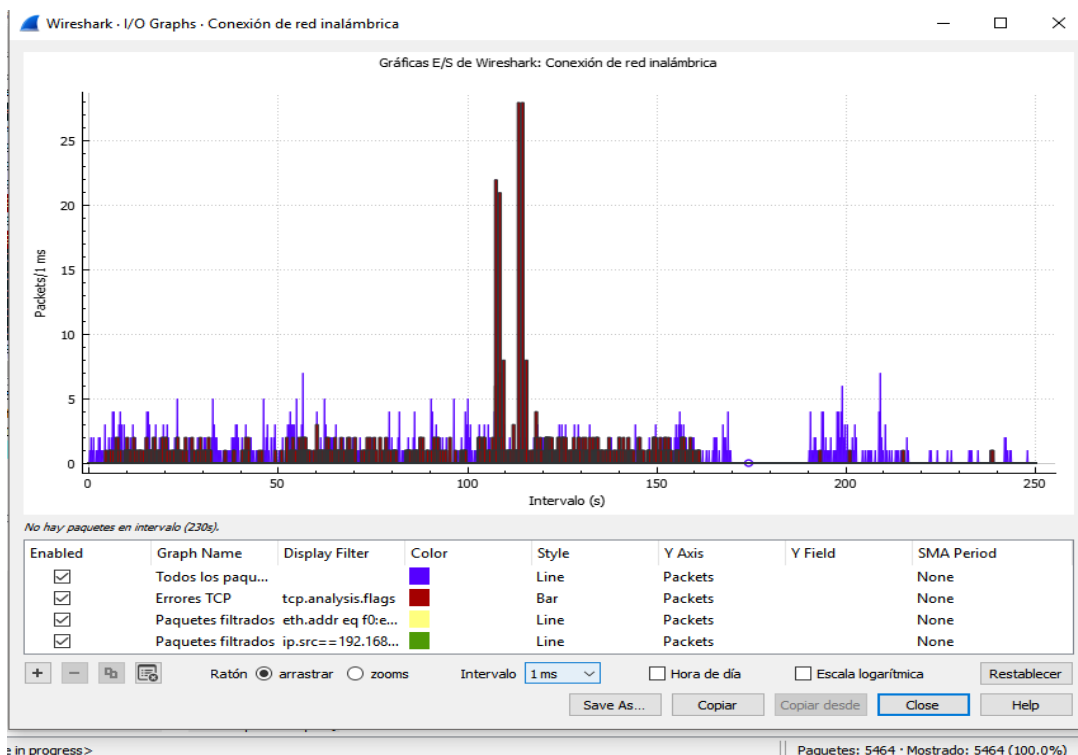 Wireshark · I/O Graphs · Conexión de red inalámbrica
Gráficas E/S de Wireshark: Conexión de red inalámbrica
25
20
15
10
5
0
Packets/1 ms
0 50 100 150 200 250
Intervalo (s)
No hay paquetes en intervalo (230s).
Enabled Graph Name Display Filter Color Style Y Axis Y Field SMA Period
Todos los paqu... Line Packets None
Errores TCP tcp.analysis.flags Bar Packets None
Paquetes filtrados eth.addr eq f0:e... Line Packets None
Paquetes filtrados ip.src==192.168... Line Packets None
+ − Ratón arrastrar zooms Intervalo 1 ms Hora de día Escala logarítmica Restablecer
Save As... Copiar Copiar desde Close Help
e in progress> Paquetes: 5464 · Mostrado: 5464 (100.0%)